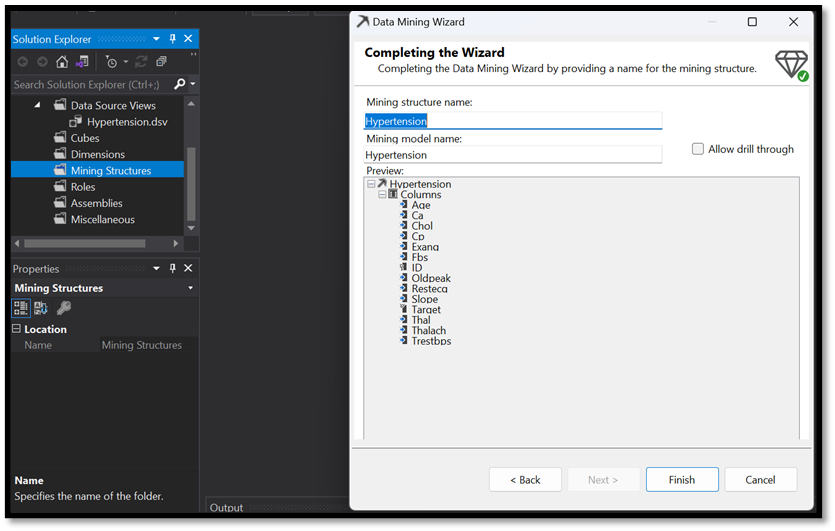 Solution Explorer
Search Solution Explorer (Ctrl+;)
Data Source Views
Hypertension.dsv
Cubes
Dimensions
Mining Structures
Roles
Assemblies
Miscellaneous
Properties
Mining Structures
Location
Name Mining Structures
Name
Specifies the name of the folder.
Output
Data Mining Wizard
Completing the Wizard
Completing the Data Mining Wizard by providing a name for the mining structure.
Mining structure name:
Hypertension
Mining model name:
Hypertension
Allow drill through
Preview:
Hypertension
Columns
Age
Ca
Chol
Cp
Exang
Fbs
ID
Oldpeak
Restecg
Slope
Target
Thal
Thalach
Trestbps
< Back
Next >
Finish
Cancel